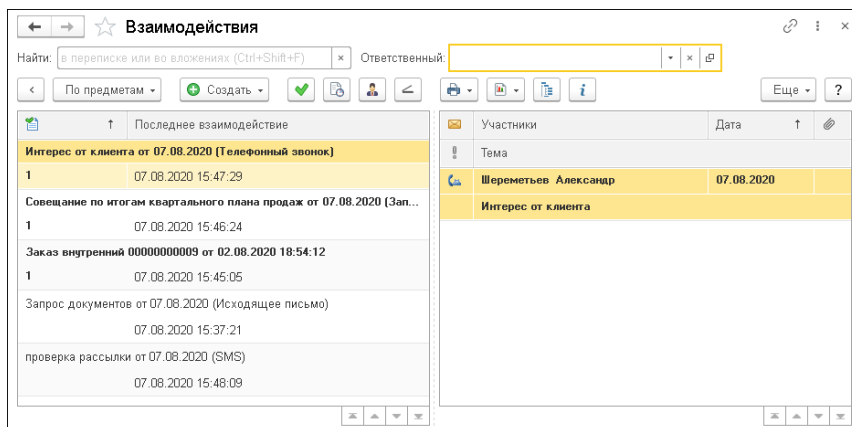 Взаимодействия
Найти: в переписке или во вложениях (Ctrl+Shift+F) × Ответственный:
По предметам Создать Еще ?
Последнее взаимодействие
Интерес от клиента от 07.08.2020 (Телефонный звонок)
1 07.08.2020 15:47:29
Совещание по итогам квартального плана продаж от 07.08.2020 (Зап...
1 07.08.2020 15:46:24
Заказ внутренний 00000000009 от 02.08.2020 18:54:12
1 07.08.2020 15:45:05
Запрос документов от 07.08.2020 (Исходящее письмо)
07.08.2020 15:37:21
проверка рассылки от 07.08.2020 (SMS)
07.08.2020 15:48:09
Участники Дата
Тема
Шереметьев Александр 07.08.2020
Интерес от клиента